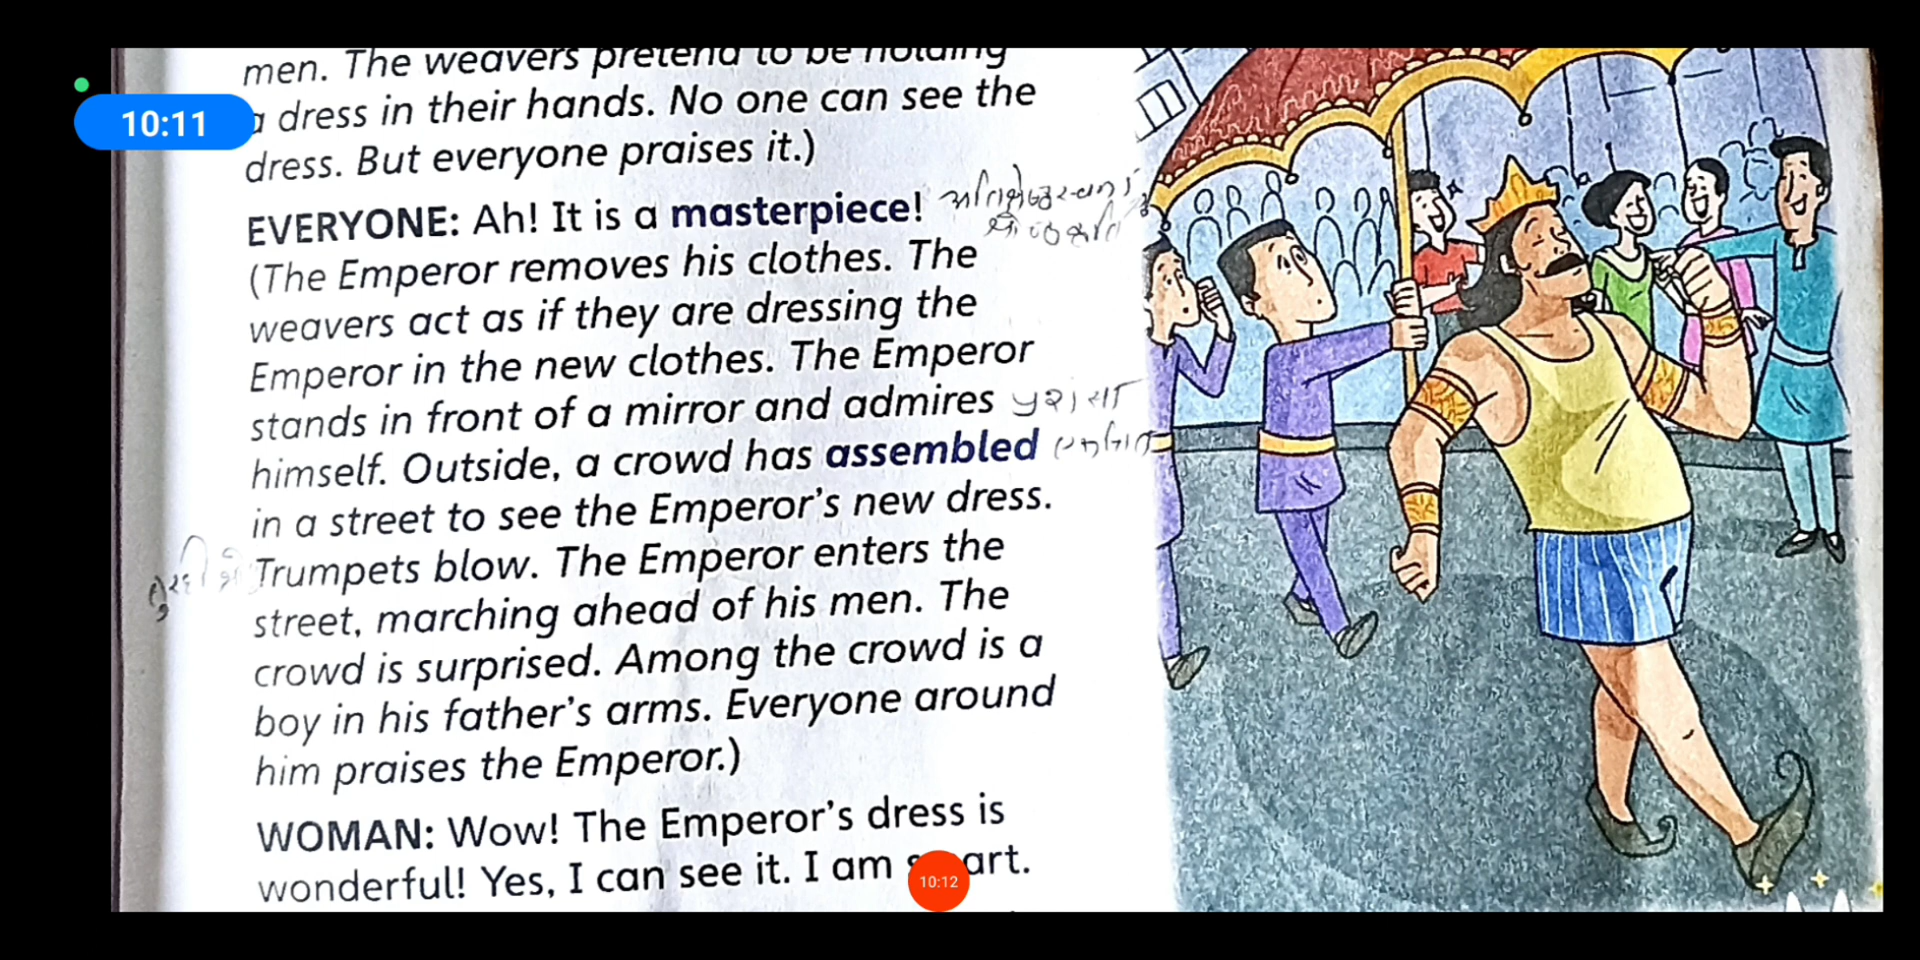 men. The weavers pretend to be holding
10:11
a dress in their hands. No one can see the
dress. But everyone praises it.)
EVERYONE: Ah! It is a masterpiece!
(The Emperor removes his clothes. The
weavers act as if they are dressing the
Emperor in the new clothes. The Emperor
stands in front of a mirror and admires
himself. Outside, a crowd has assembled
in a street to see the Emperor's new dress.
Trumpets blow. The Emperor enters the
street, marching ahead of his men. The
crowd is surprised. Among the crowd is a
boy in his father's arms. Everyone around
him praises the Emperor.)
WOMAN: Wow! The Emperor's dress is
wonderful! Yes, I can see it. I am smart.
10:12